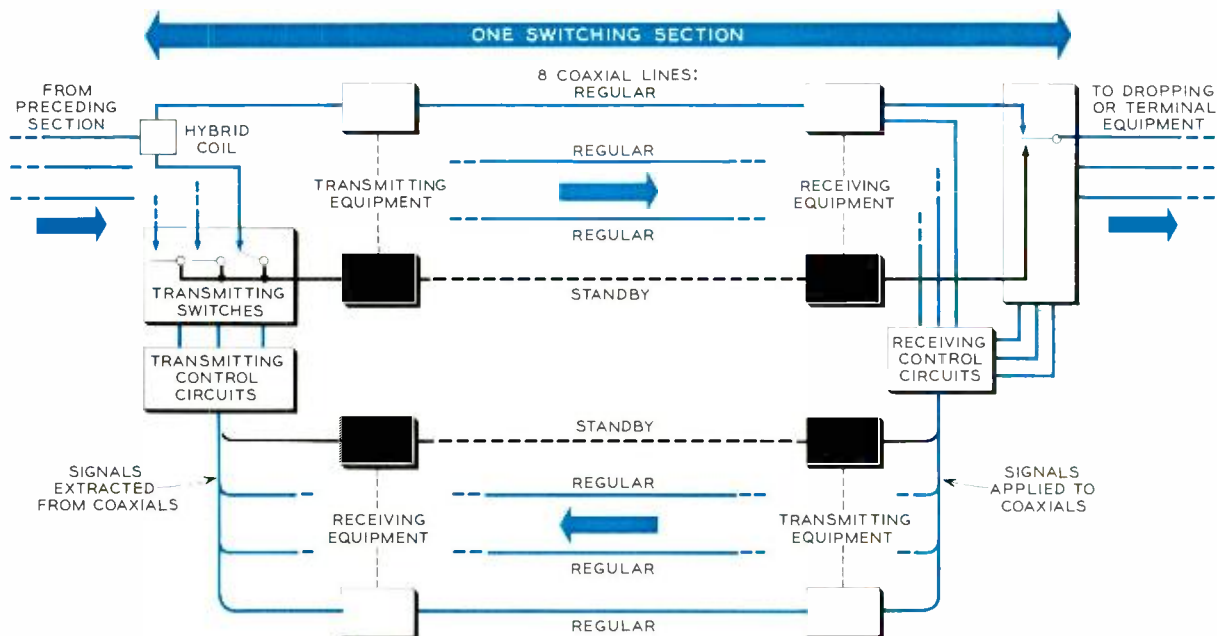 ONE SWITCHING SECTION
8 COAXIAL LINES:
REGULAR
FROM
PRECEDING
SECTION
HYBRID
COIL
TO DROPPING
OR TERMINAL
EQUIPMENT
REGULAR
TRANSMITTING
EQUIPMENT
RECEIVING
EQUIPMENT
REGULAR
TRANSMITTING
SWITCHES
STANDBY
TRANSMITTING
CONTROL
CIRCUITS
RECEIVING
CONTROL
CIRCUITS
STANDBY
SIGNALS
EXTRACTED
FROM COAXIALS
REGULAR
SIGNALS
APPLIED TO
COAXIALS
RECEIVING
EQUIPMENT
TRANSMITTING
EQUIPMENT
REGULAR
REGULAR